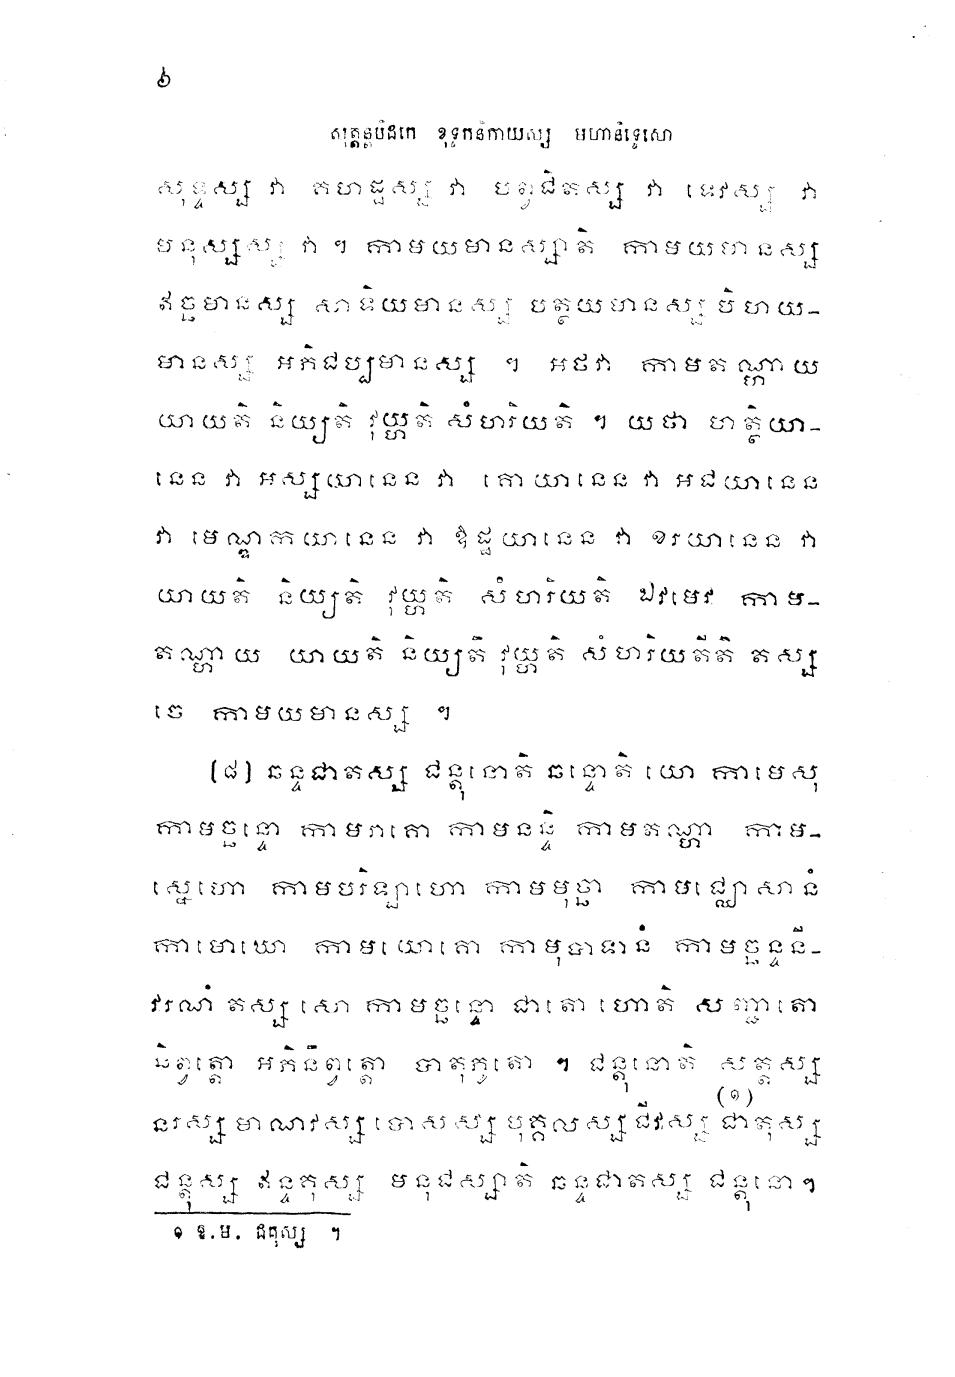 ៦
សុត្តន្តបិដកេ ខុទ្ទកនិកាយស្ស មហានិទ្ទេសោ
សុទ្ទស្ស វា គហដ្ឋស្ស វា បព្វជិតស្ស វា ទេវស្ស វា
មនុស្សស្ស វា ។ កាមយមានស្សាតិ កាមយមានស្ស
ឥច្ឆមានស្ស សាទិយមានស្ស បត្ថយមានស្ស បិហយ-
មានស្ស អភិជប្បមានស្ស ។ អថវា កាមតណ្ហាយ
យាយតិ និយ្យតិ វុយ្ហតិ សំហរិយតិ ។ យថា ហត្ថិយា-
នេន វា អស្សយានេន វា គោយានេន វា អជយានេន
វា មេណ្ឌកយានេន វា ឱដ្ឋយានេន វា ខរយានេន វា
យាយតិ និយ្យតិ វុយ្ហតិ សំហរិយតិ ឯវមេវ កាម-
តណ្ហាយ យាយតិ និយ្យតិ វុយ្ហតិ សំហរិយតីតិ តស្ស
ចេ កាមយមានស្ស ។
(៨) ឆន្ទជាតស្ស ជន្តុនោតិ ឆន្ទោតិ យោ កាមេសុ
កាមច្ឆន្ទោ កាមរាគោ កាមនន្ទិ កាមតណ្ហា កាម-
ស្នេហោ កាមបរិឡាហោ កាមមុច្ឆា កាមជ្ឈោសានំ
កាមោឃោ កាមយោគោ កាមុបាទានំ កាមច្ឆន្ទនី-
វរណំ តស្ស សោ កាមច្ឆន្ទោ ជាតោ ហោតិ សញ្ជាតោ
និព្វត្តោ អភិនិព្វត្តោ បាតុភូតោ ។ ជន្តុនោតិ សត្តស្ស
នរស្ស មាណវស្ស បោសស្ស បុគ្គលស្ស ជីវស្ស ជាតុស្ស (១)
ជន្តុស្ស ឥន្ទគុស្ស មនុជស្សាតិ ឆន្ទជាតស្ស ជន្តុនោ។
១ ឱ.ម. ជគុស្ស ។